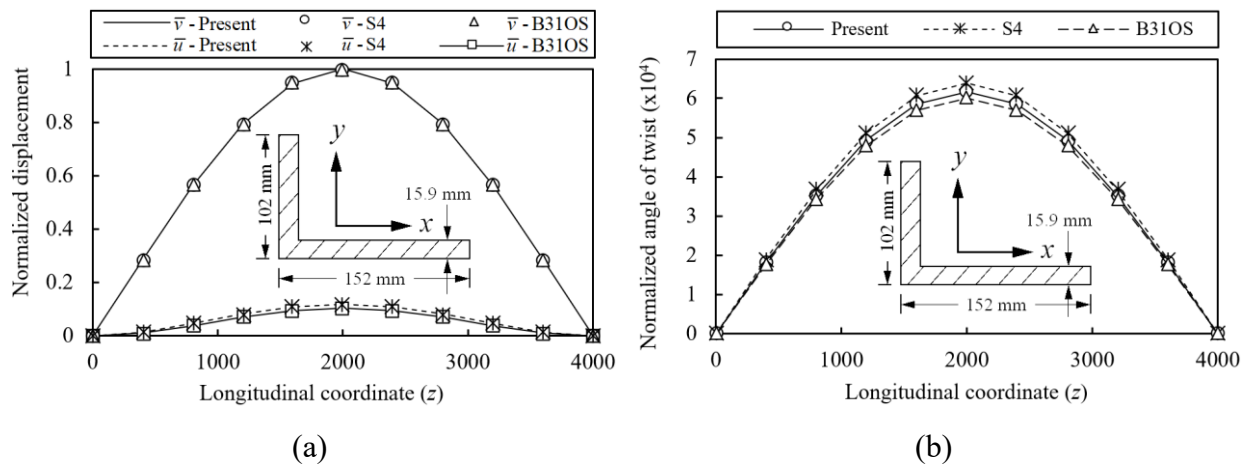 v̅ - Present v̅ - S4 v̅ - B31OS
u̅ - Present u̅ - S4 u̅ - B31OS
Normalized displacement
1
0.8
0.6
0.4
0.2
0
0 1000 2000 3000 4000
Longitudinal coordinate (z)
y
x
102 mm
15.9 mm
152 mm
(a)
Present S4 B31OS
Normalized angle of twist (x10⁴)
7
6
5
4
3
2
1
0
0 1000 2000 3000 4000
Longitudinal coordinate (z)
y
x
102 mm
15.9 mm
152 mm
(b)